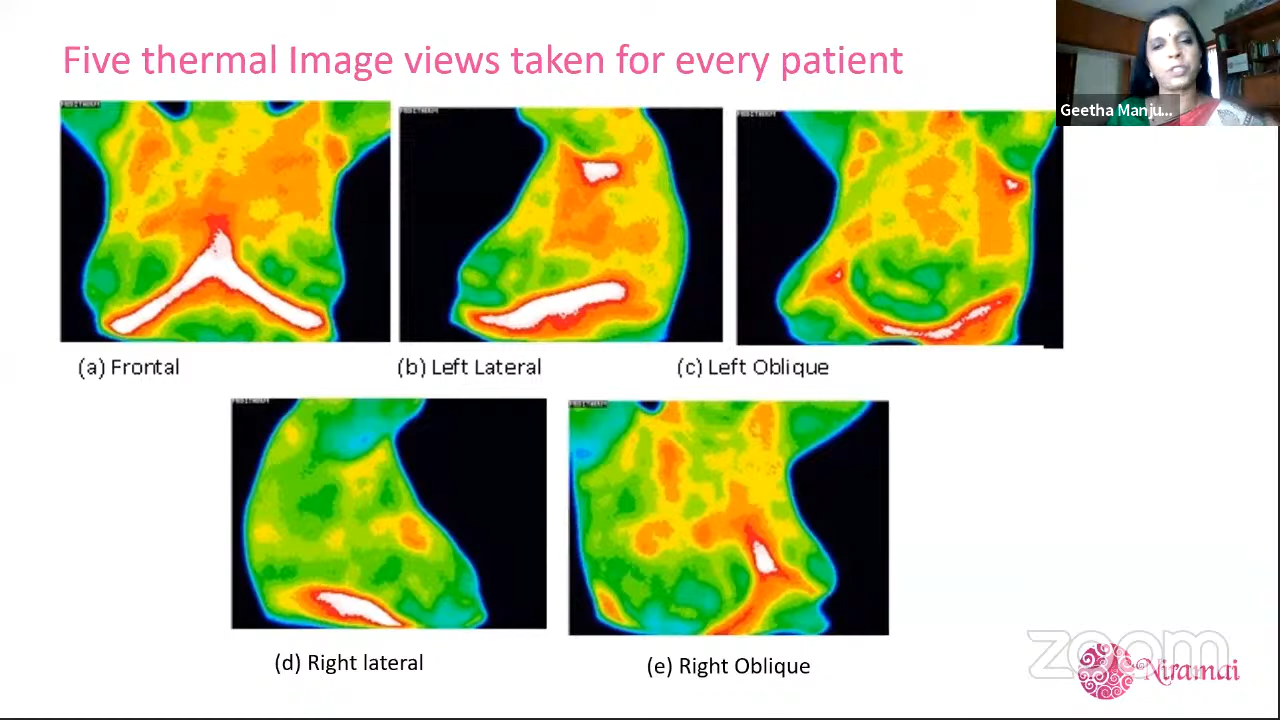 Five thermal Image views taken for every patient
Geetha Manju...
(a) Frontal
(b) Left Lateral
(c) Left Oblique
(d) Right lateral
(e) Right Oblique
zoom
Niramai